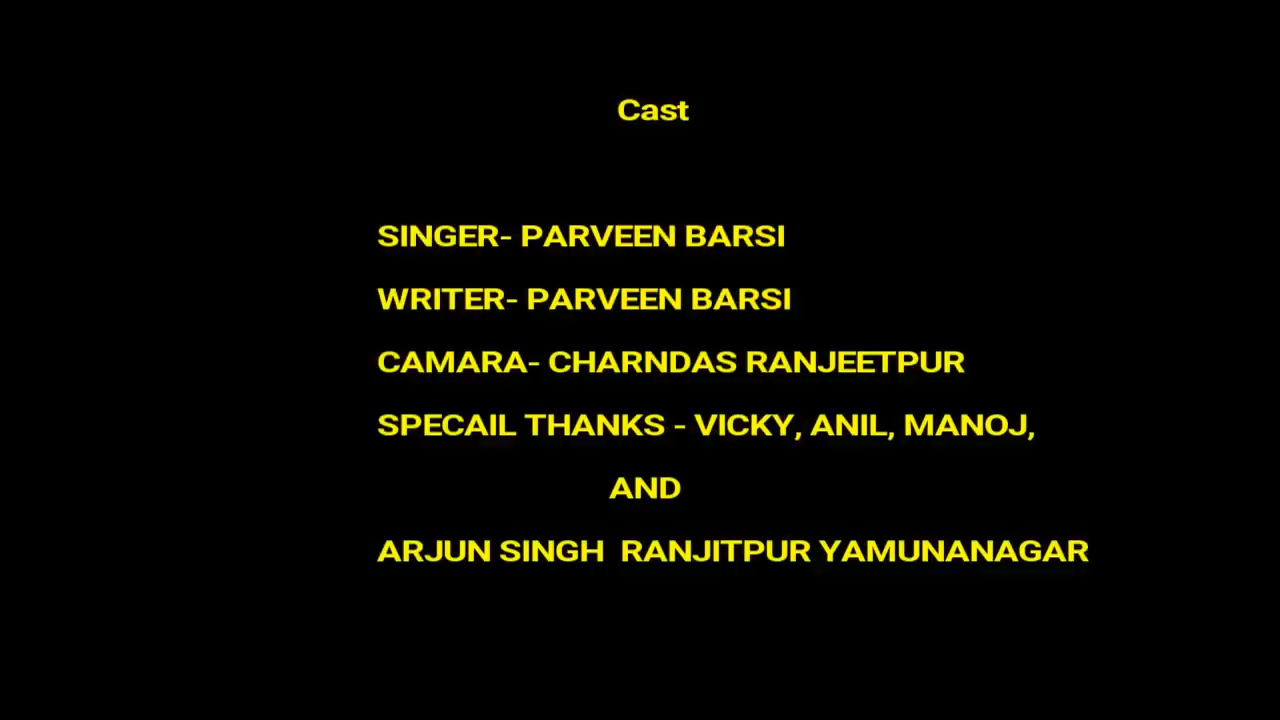 Cast
SINGER- PARVEEN BARSI
WRITER- PARVEEN BARSI
CAMARA- CHARNDAS RANJEETPUR
SPECAIL THANKS - VICKY, ANIL, MANOJ,
AND
ARJUN SINGH  RANJITPUR YAMUNANAGAR